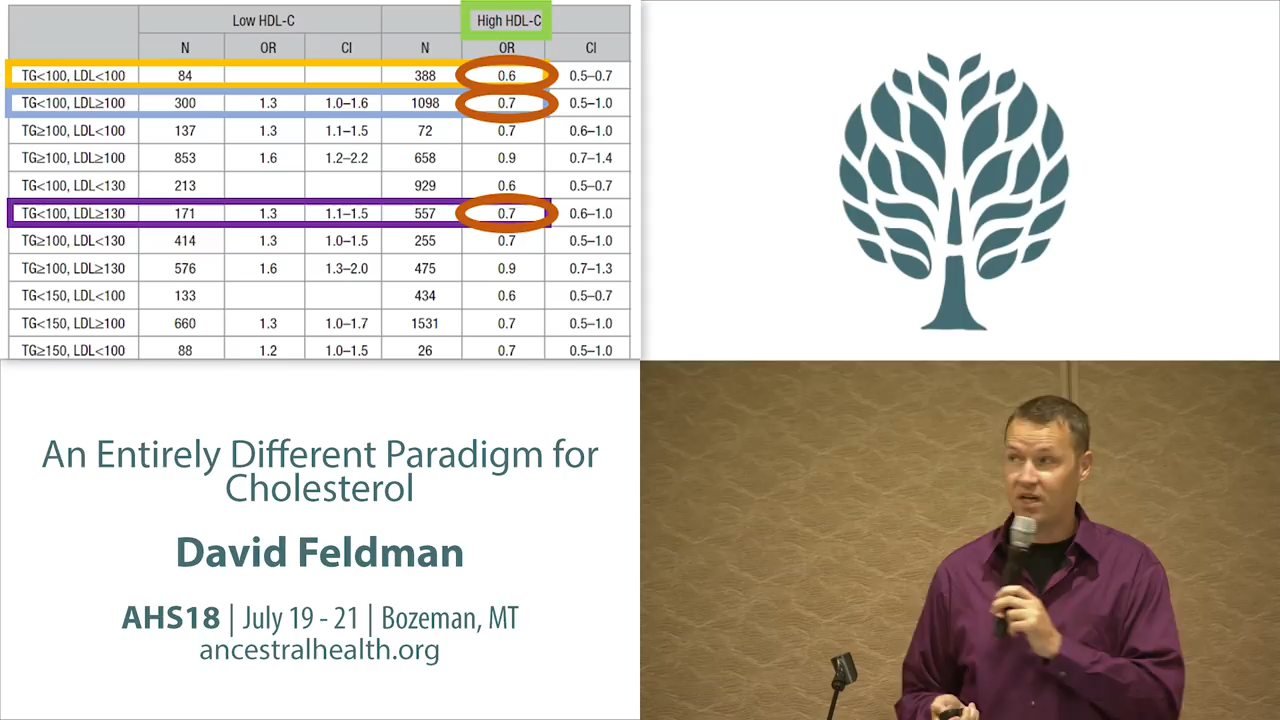 Low HDL-C High HDL-C
N OR CI N OR CI
TG<100, LDL<100 84 388 0.6 0.5–0.7
TG<100, LDL≥100 300 1.3 1.0–1.6 1098 0.7 0.5–1.0
TG≥100, LDL<100 137 1.3 1.1–1.5 72 0.7 0.6–1.0
TG≥100, LDL≥100 853 1.6 1.2–2.2 658 0.9 0.7–1.4
TG<100, LDL<130 213 929 0.6 0.5–0.7
TG<100, LDL≥130 171 1.3 1.1–1.5 557 0.7 0.6–1.0
TG≥100, LDL<130 414 1.3 1.0–1.5 255 0.7 0.5–1.0
TG≥100, LDL≥130 576 1.6 1.3–2.0 475 0.9 0.7–1.3
TG<150, LDL<100 133 434 0.6 0.5–0.7
TG<150, LDL≥100 660 1.3 1.0–1.7 1531 0.7 0.5–1.0
TG≥150, LDL<100 88 1.2 1.0–1.5 26 0.7 0.5–1.0
An Entirely Different Paradigm for
Cholesterol
David Feldman
AHS18 | July 19 - 21 | Bozeman, MT
ancestralhealth.org